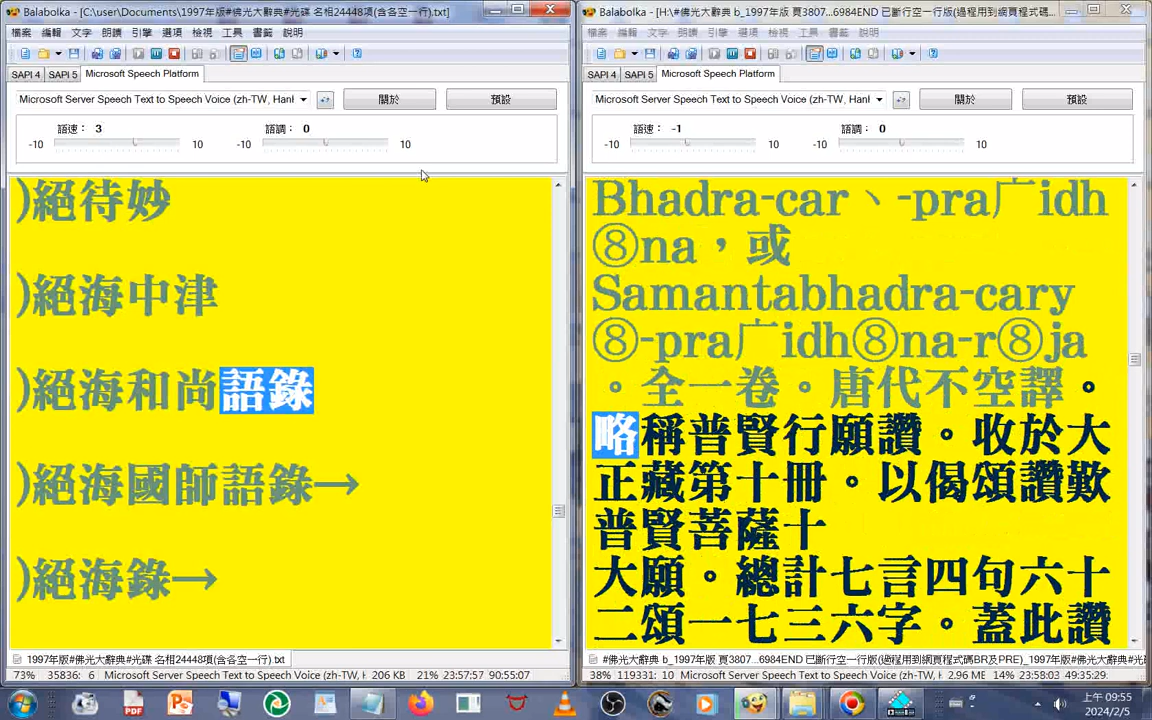 Balabolka - [C:\user\Documents\1997年版#佛光大辭典#光碟 名相24448項(含各空一行).txt]
檔案 編輯 文字 朗讀 引擎 選項 檢視 工具 書籤 說明
SAPI 4 SAPI 5 Microsoft Speech Platform
Microsoft Server Speech Text to Speech Voice (zh-TW, HanH
關於 預設
語速： 3 語調： 0
-10 10 -10 10
)絕待妙
)絕海中津
)絕海和尚語錄
)絕海國師語錄→
)絕海錄→
1997年版#佛光大辭典#光碟 名相24448項(含各空一行).txt
73% 35836: 6 Microsoft Server Speech Text to Speech Voice (zh-TW, H 206 KB 21% 23:57:57 90:55:07
Balabolka - [H:\#佛光大辭典 b_1997年版 頁3807...6984END 已斷行空一行版(過程用到網頁程式碼
檔案 編輯 文字 朗讀 引擎 選項 檢視 工具 書籤 說明
SAPI 4 SAPI 5 Microsoft Speech Platform
Microsoft Server Speech Text to Speech Voice (zh-TW, HanH
關於 預設
語速： -1 語調： 0
-10 10 -10 10
Bhadra-car丶-pra广idh
⑧na，或
Samantabhadra-cary
⑧-pra广idh⑧na-r⑧ja
。全一卷。唐代不空譯。
略稱普賢行願讚。收於大
正藏第十冊。以偈頌讚歎
普賢菩薩十
大願。總計七言四句六十
二頌一七三六字。蓋此讚
#佛光大辭典 b_1997年版 頁3807...6984END 已斷行空一行版(過程用到網頁程式碼BR及PRE)_1997年版#佛光
38% 119331: 10 Microsoft Server Speech Text to Speech Voice (zh-TW, H 2.96 ME 14% 23:58:03 49:35:29
上午 09:55
2024/2/5